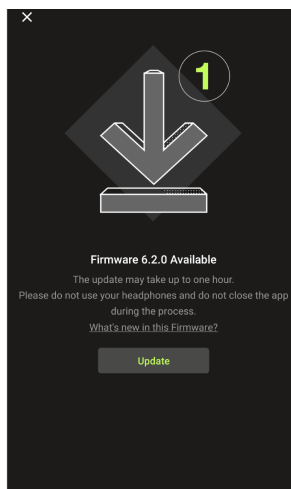 1
Firmware 6.2.0 Available
The update may take up to one hour.
Please do not use your headphones and do not close the app
during the process.
What's new in this Firmware?
Update